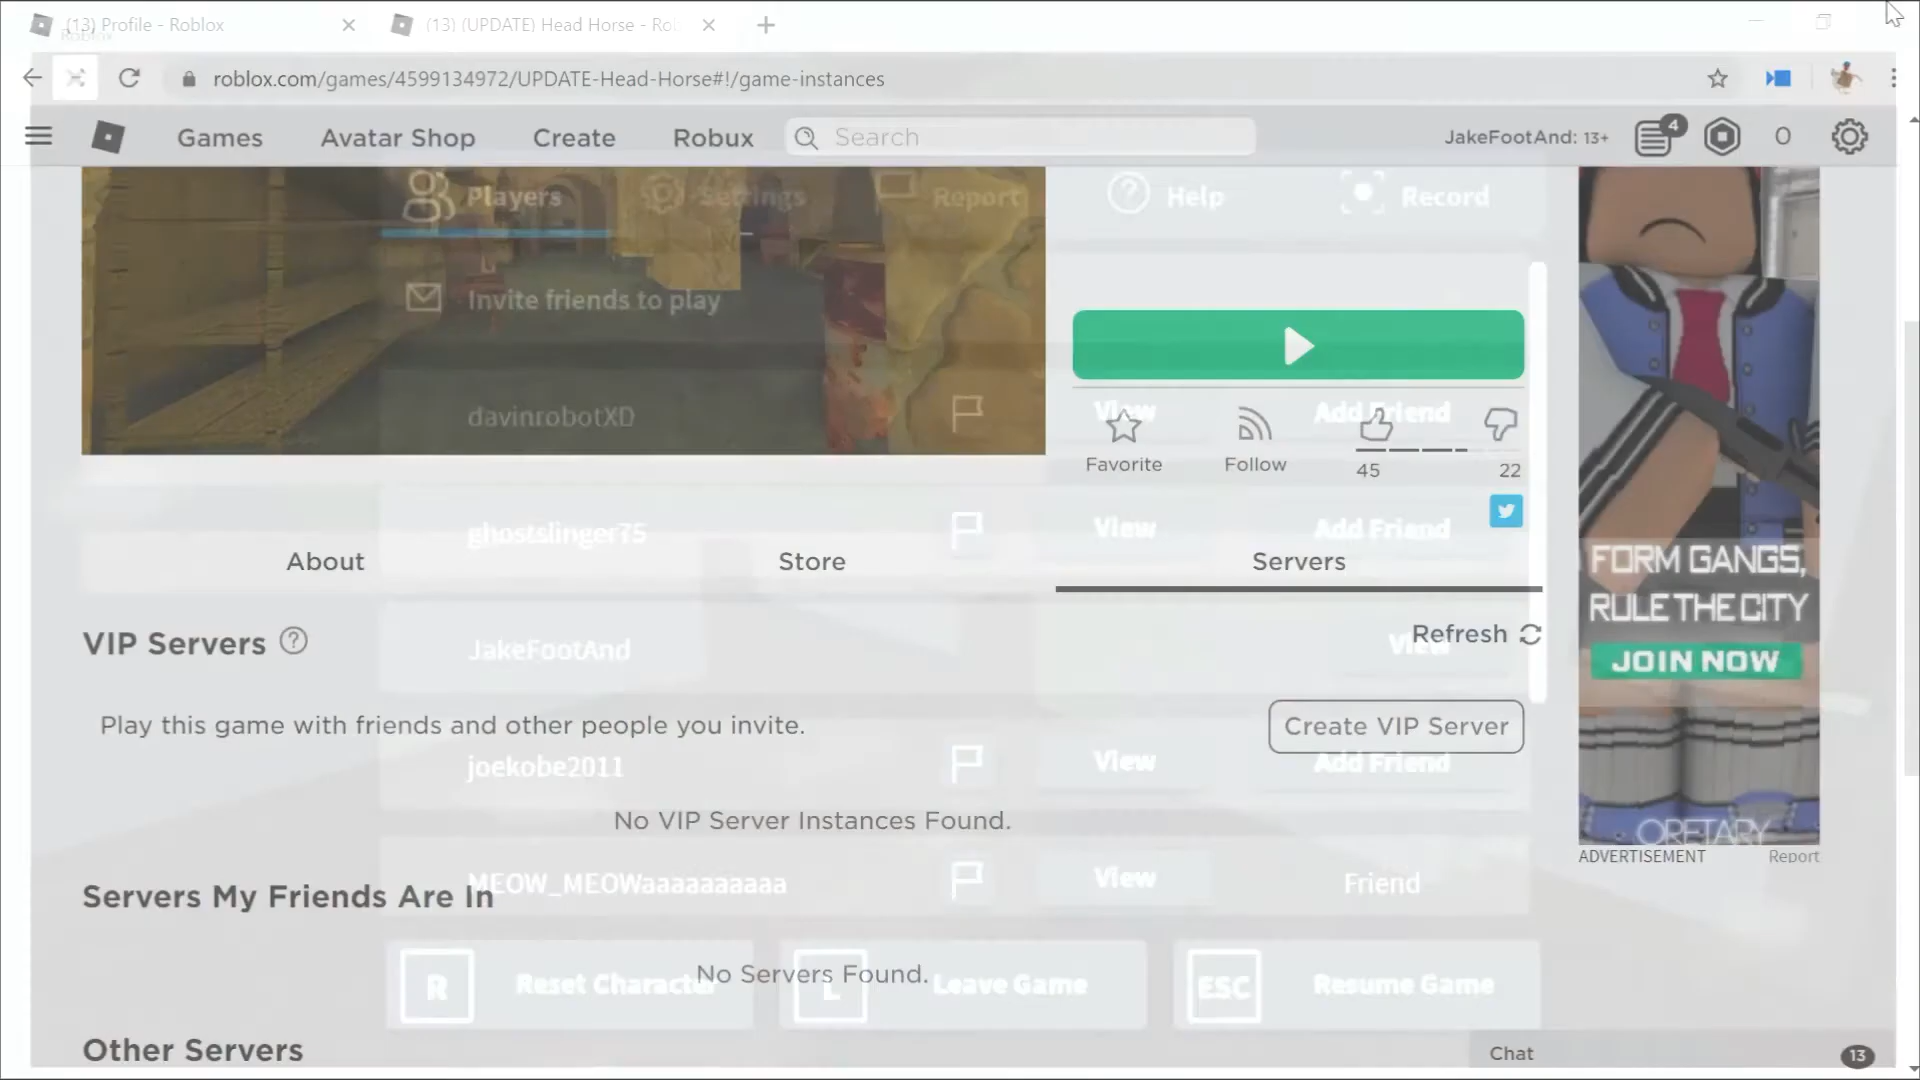 (13) Profile - Roblox
(13) (UPDATE) Head Horse - Rob
Roblox
roblox.com/games/4599134972/UPDATE-Head-Horse#!/game-instances
Games Avatar Shop Create Robux Search JakeFootAnd: 13+ 4 0
Players Settings Report Help Record
Invite friends to play
davinrobotXD View Add Friend
Favorite Follow 45 22
ghostslinger75 View Add Friend
About Store Servers
FORM GANGS,
RULE THE CITY
JOIN NOW
VIP Servers ? Refresh
JakeFootAnd View
Play this game with friends and other people you invite. Create VIP Server
joekobe2011 View Add Friend
No VIP Server Instances Found.
ORETARY
ADVERTISEMENT Report
MEOW_MEOWaaaaaaaaaa View Friend
Servers My Friends Are In
No Servers Found.
R Reset Character L Leave Game ESC Resume Game
Other Servers
Chat 13